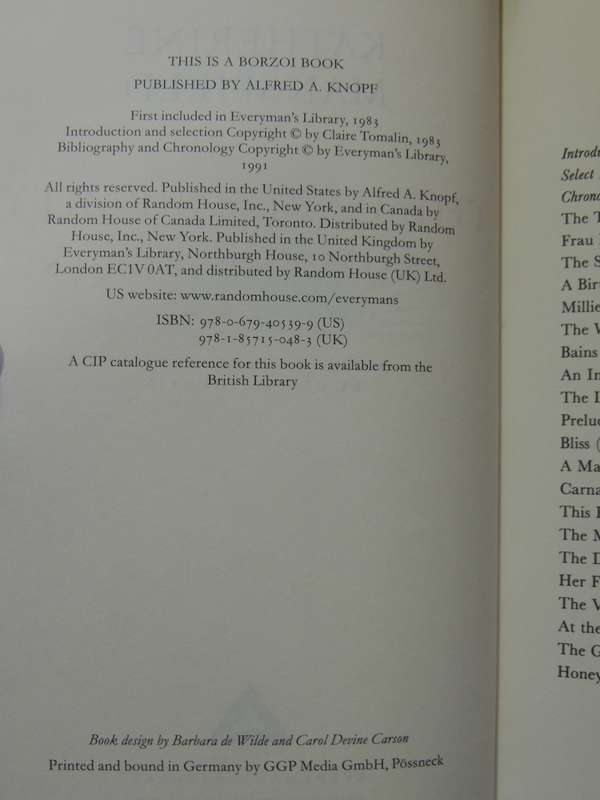 THIS IS A BORZOI BOOK
PUBLISHED BY ALFRED A. KNOPF
First included in Everyman's Library, 1983
Introduction and selection Copyright © by Claire Tomalin, 1983
Bibliography and Chronology Copyright © by Everyman's Library,
1991
All rights reserved. Published in the United States by Alfred A. Knopf,
a division of Random House, Inc., New York, and in Canada by
Random House of Canada Limited, Toronto. Distributed by Random
House, Inc., New York. Published in the United Kingdom by
Everyman's Library, Northburgh House, 10 Northburgh Street,
London EC1V 0AT, and distributed by Random House (UK) Ltd.
US website: www.randomhouse.com/everymans
ISBN: 978-0-679-40539-9 (US)
978-1-85715-048-3 (UK)
A CIP catalogue reference for this book is available from the
British Library
Book design by Barbara de Wilde and Carol Devine Carson
Printed and bound in Germany by GGP Media GmbH, Pössneck
Select
The
Frau
The
A
Millie
The
Bains
An
The
Bliss
A
This
The
The
Her
The
At the
The
Honey